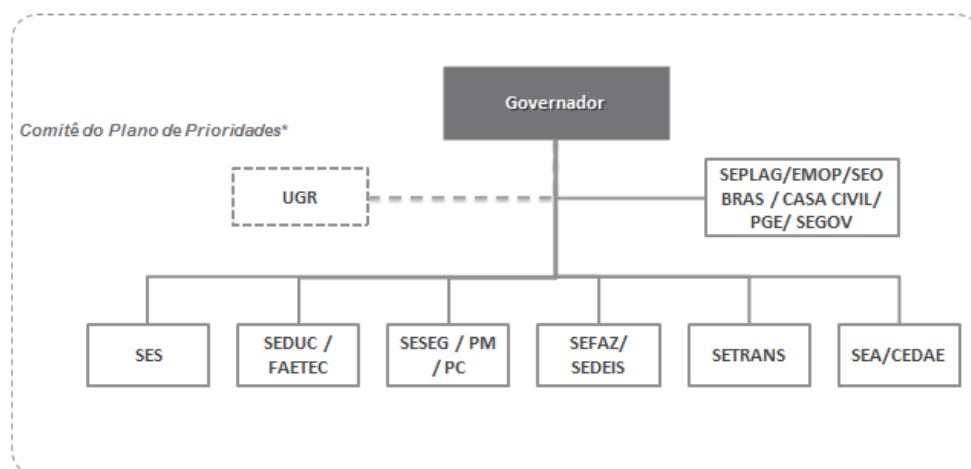 Governador
Comitê do Plano de Prioridades*
UGR
SEPLAG/EMOP/SEO
BRAS / CASA CIVIL/
PGE/ SEGOV
SES
SEDUC /
FAETEC
SESEG / PM
/ PC
SEFAZ/
SEDEIS
SETRANS
SEA/CEDAE